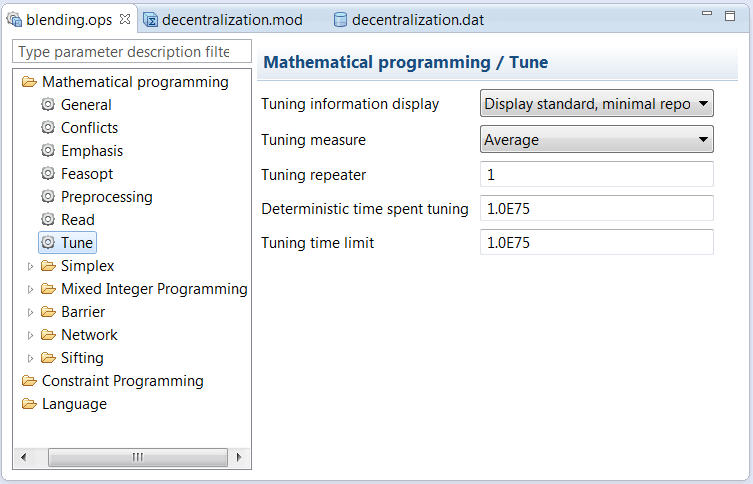 blending.ops decentralization.mod decentralization.dat
Type parameter description filte
Mathematical programming
General
Conflicts
Emphasis
Feasopt
Preprocessing
Read
Tune
Simplex
Mixed Integer Programming
Barrier
Network
Sifting
Constraint Programming
Language
Mathematical programming / Tune
Tuning information display Display standard, minimal repo
Tuning measure Average
Tuning repeater 1
Deterministic time spent tuning 1.0E75
Tuning time limit 1.0E75